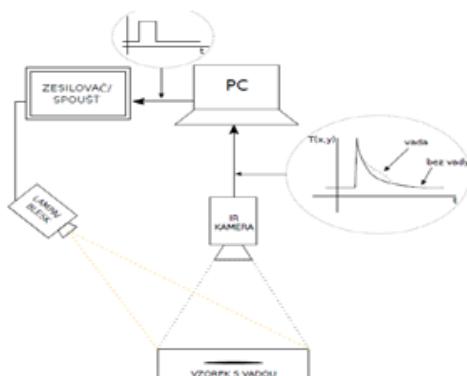 t
ZESILOVAČ/
SPOUŠŤ
PC
T(x,y)
vada
bez vady
t
LAMPA/
BLESK
IR
KAMERA
VZOREK S VADOU